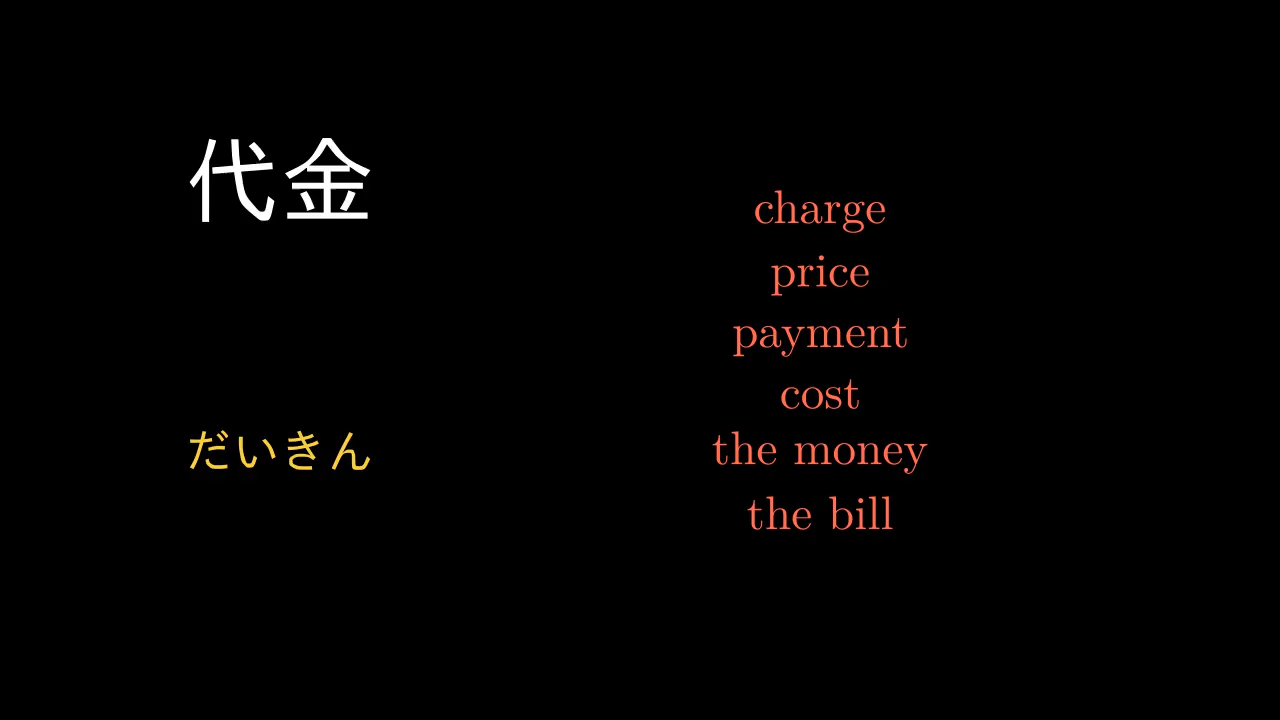 代金
だいきん
charge
price
payment
cost
the money
the bill